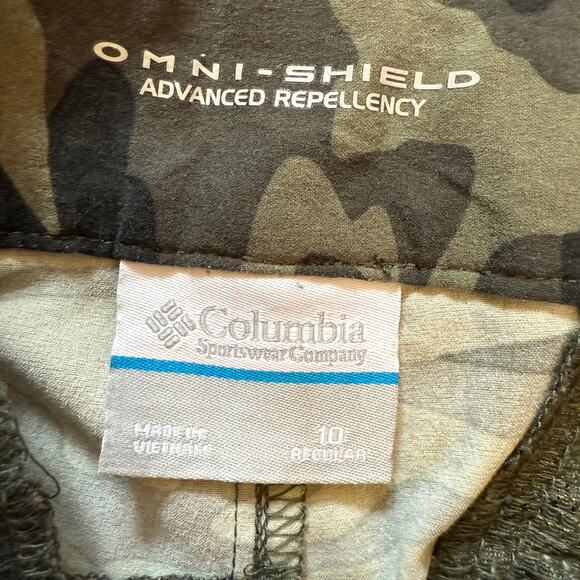 OMNI-SHIELD
ADVANCED REPELLENCY
Columbia
Sportswear Company
MADE IN
VIETNAM
10
REGULAR